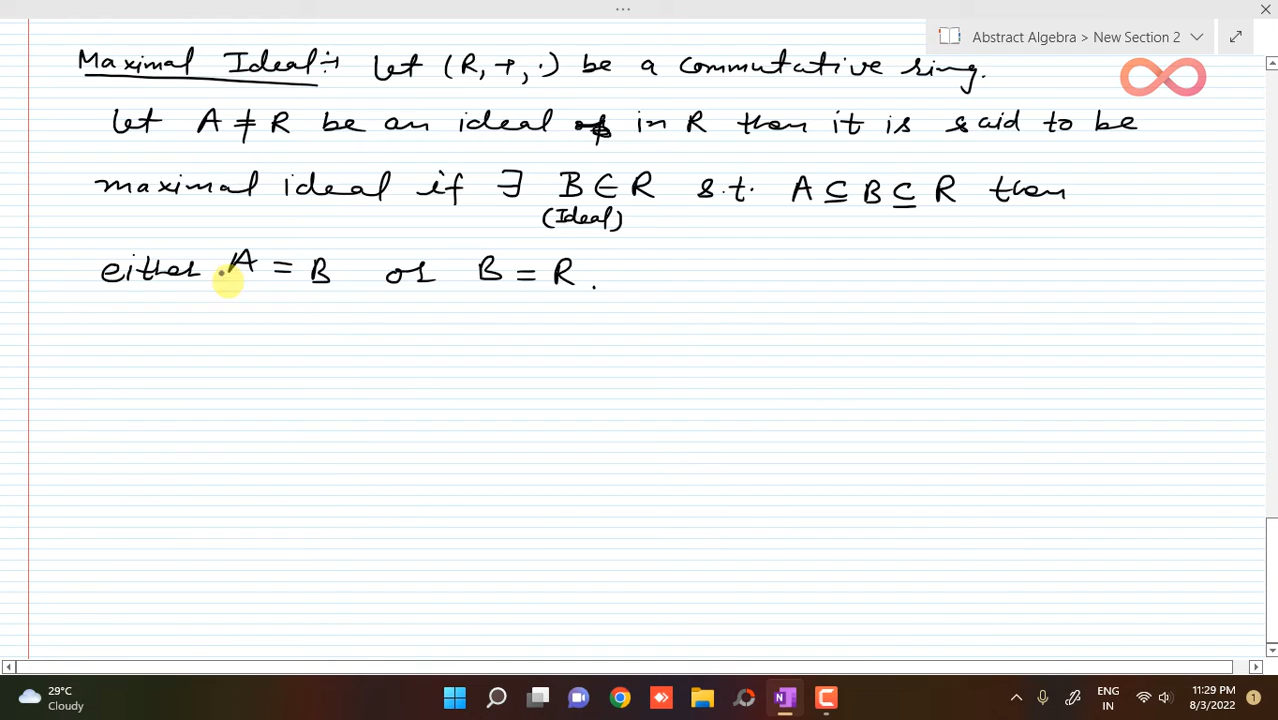 Abstract Algebra > New Section 2
Maximal Ideal :- Let (R, +, ·) be a commutative ring.
Let A ≠ R be an ideal in R then it is said to be
maximal ideal if ∃ B ∈ R s.t. A ⊆ B ⊆ R then
(Ideal)
either A = B or B = R .
29°C
Cloudy
ENG
IN
11:29 PM
8/3/2022
1